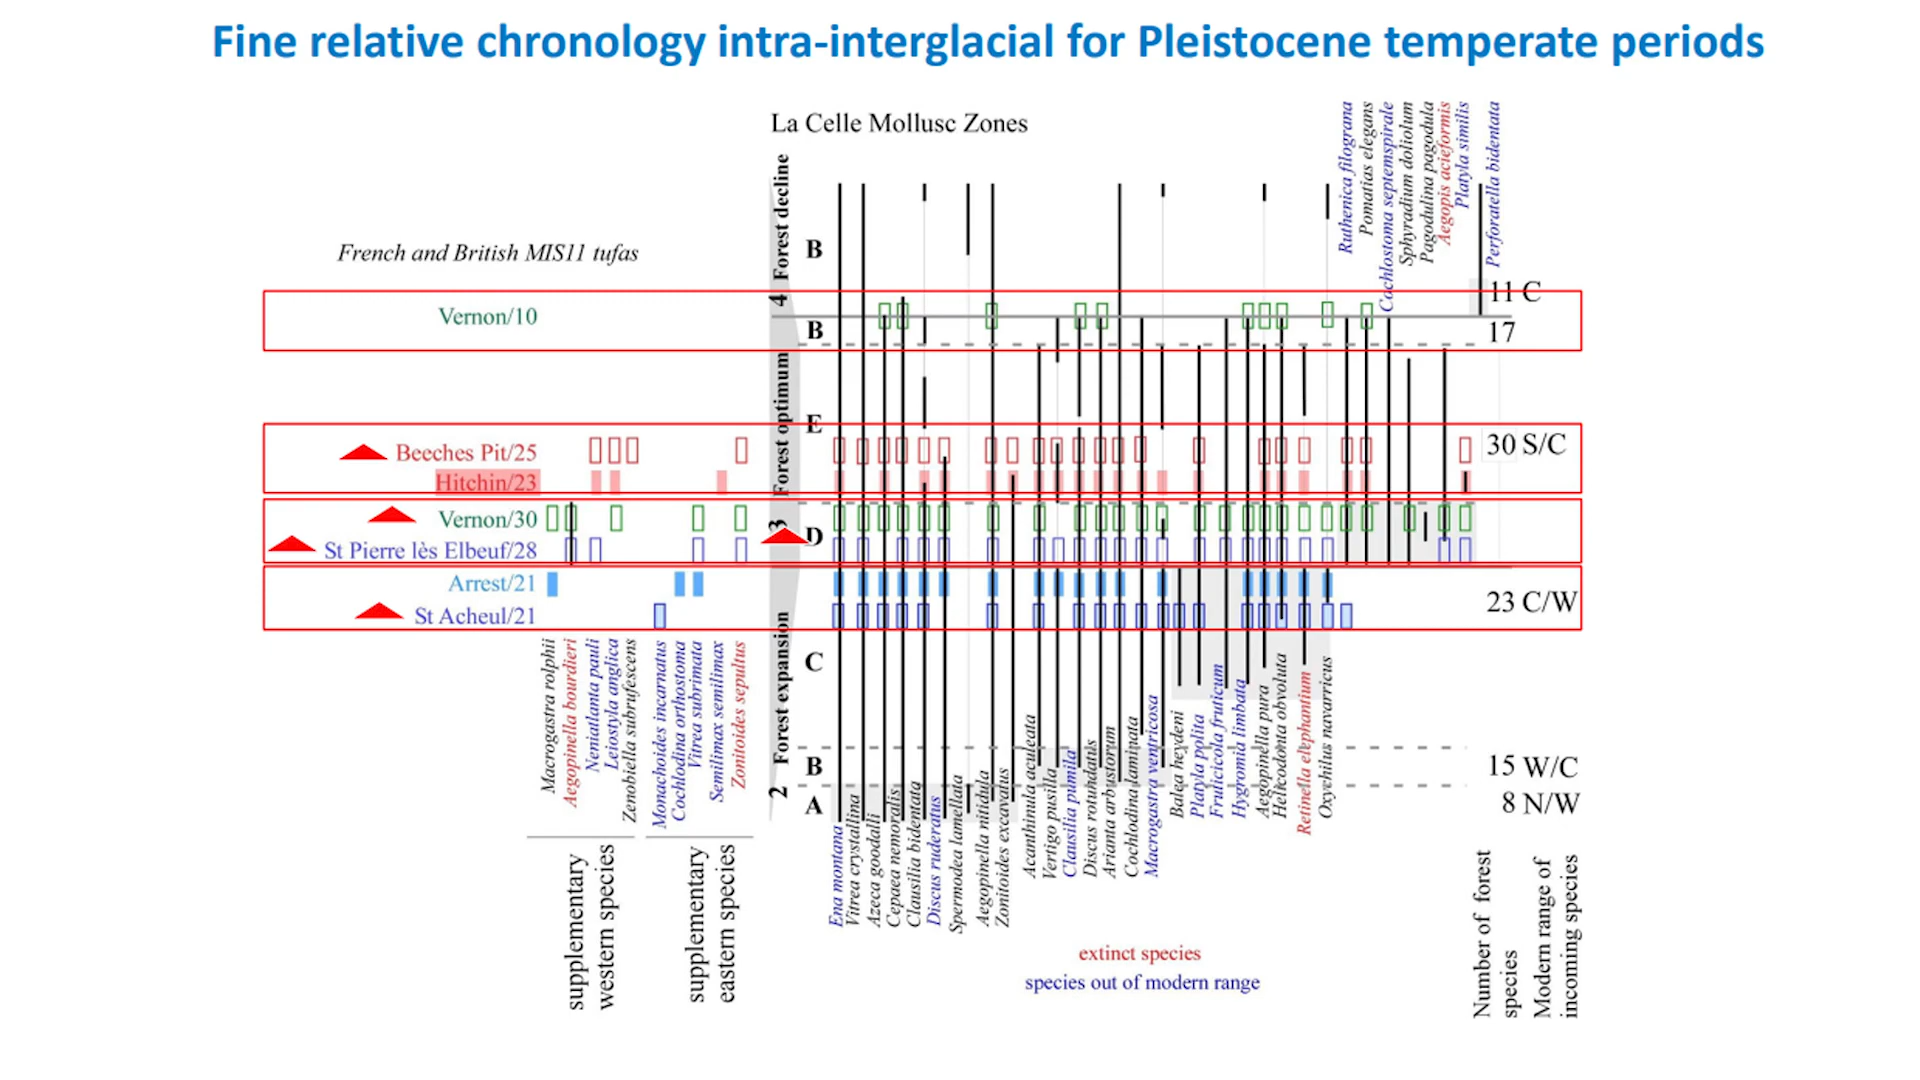 Fine relative chronology intra-interglacial for Pleistocene temperate periods
La Celle Mollusc Zones
French and British MIS11 tufas
Ruthenica filograna
Pomatias elegans
Cochlostoma septemspirale
Sphyradium doliolum
Pagodulina pagodula
Aegopis acieformis
Platyla similis
Perforatella bidentata
4 Forest decline
B
11 C
Vernon/10
B
17
3 Forest optimum
E
Beeches Pit/25
30 S/C
Hitchin/23
Vernon/30
D
St Pierre lès Elbeuf/28
Arrest/21
St Acheul/21
23 C/W
2 Forest expansion
C
B
15 W/C
A
8 N/W
Macrogastra rolphii
Aegopinella bourdieri
Neniatlanta pauli
Leiostyla anglica
Zenobiella subrufescens
Monachoides incarnatus
Cochlodina orthostoma
Vitrea subrimata
Semilimax semilimax
Zonitoides sepultus
Ena montana
Vitrea crystallina
Azeca goodalli
Cepaea nemoralis
Clausilia bidentata
Discus ruderatus
Spermodea lamellata
Aegopinella nitidula
Zonitoides excavatus
Acanthinula aculeata
Vertigo pusilla
Clausilia pumila
Discus rotundatus
Arianta arbustorum
Cochlodina laminata
Macrogastra ventricosa
Balea heydeni
Platyla polita
Fruticicola fruticum
Hygromia limbata
Aegopinella pura
Helicodonta obvoluta
Retinella elephantium
Oxychilus navarricus
supplementary
western species
supplementary
eastern species
extinct species
species out of modern range
Number of forest
species
Modern range of
incoming species